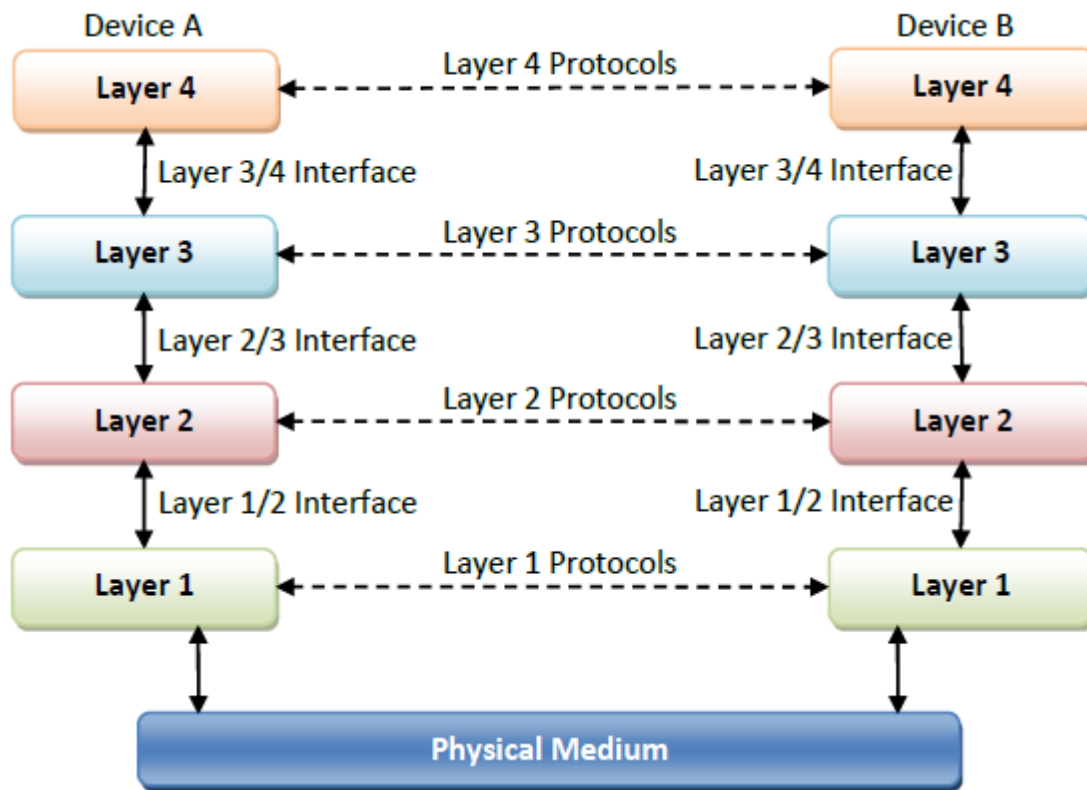 Device A
Device B
Layer 4
Layer 4 Protocols
Layer 4
Layer 3/4 Interface
Layer 3/4 Interface
Layer 3
Layer 3 Protocols
Layer 3
Layer 2/3 Interface
Layer 2/3 Interface
Layer 2
Layer 2 Protocols
Layer 2
Layer 1/2 Interface
Layer 1/2 Interface
Layer 1
Layer 1 Protocols
Layer 1
Physical Medium